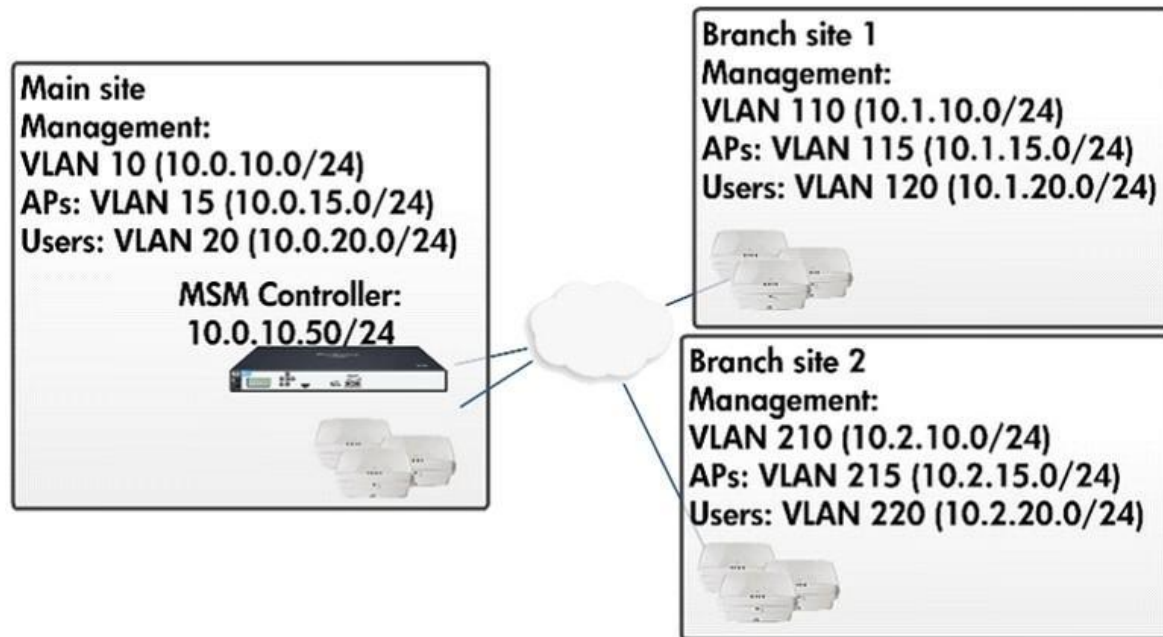 Main site
Management:
VLAN 10 (10.0.10.0/24)
APs: VLAN 15 (10.0.15.0/24)
Users: VLAN 20 (10.0.20.0/24)
MSM Controller:
10.0.10.50/24
Branch site 1
Management:
VLAN 110 (10.1.10.0/24)
APs: VLAN 115 (10.1.15.0/24)
Users: VLAN 120 (10.1.20.0/24)
Branch site 2
Management:
VLAN 210 (10.2.10.0/24)
APs: VLAN 215 (10.2.15.0/24)
Users: VLAN 220 (10.2.20.0/24)